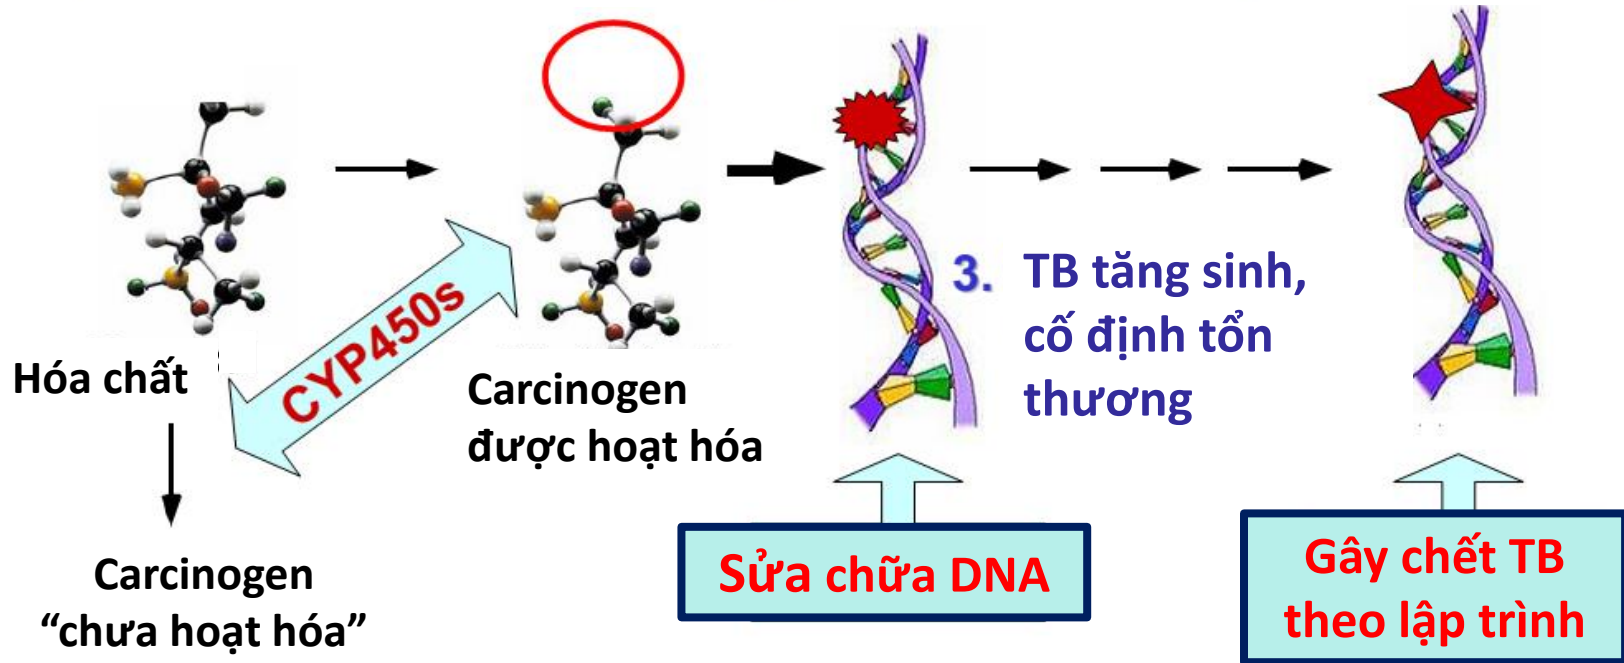 Hóa chất
CYP450s
Carcinogen
được hoạt hóa
Carcinogen
“chưa hoạt hóa”
3. TB tăng sinh,
cố định tổn
thương
Sửa chữa DNA
Gây chết TB
theo lập trình